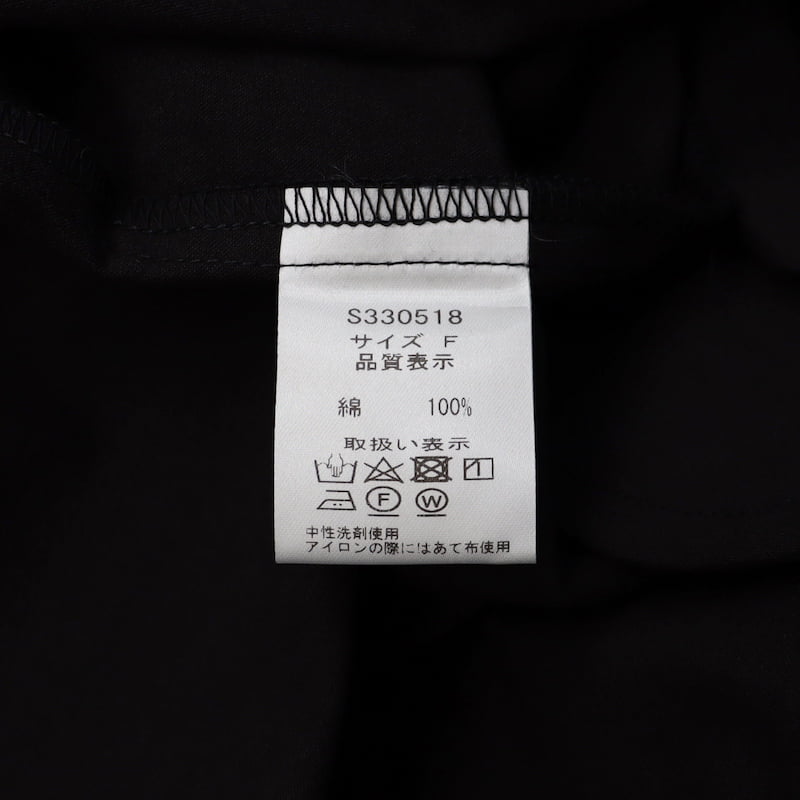 S330518
サイズ F
品質表示
綿 100%
取扱い表示
F W
中性洗剤使用
アイロンの際にはあて布使用